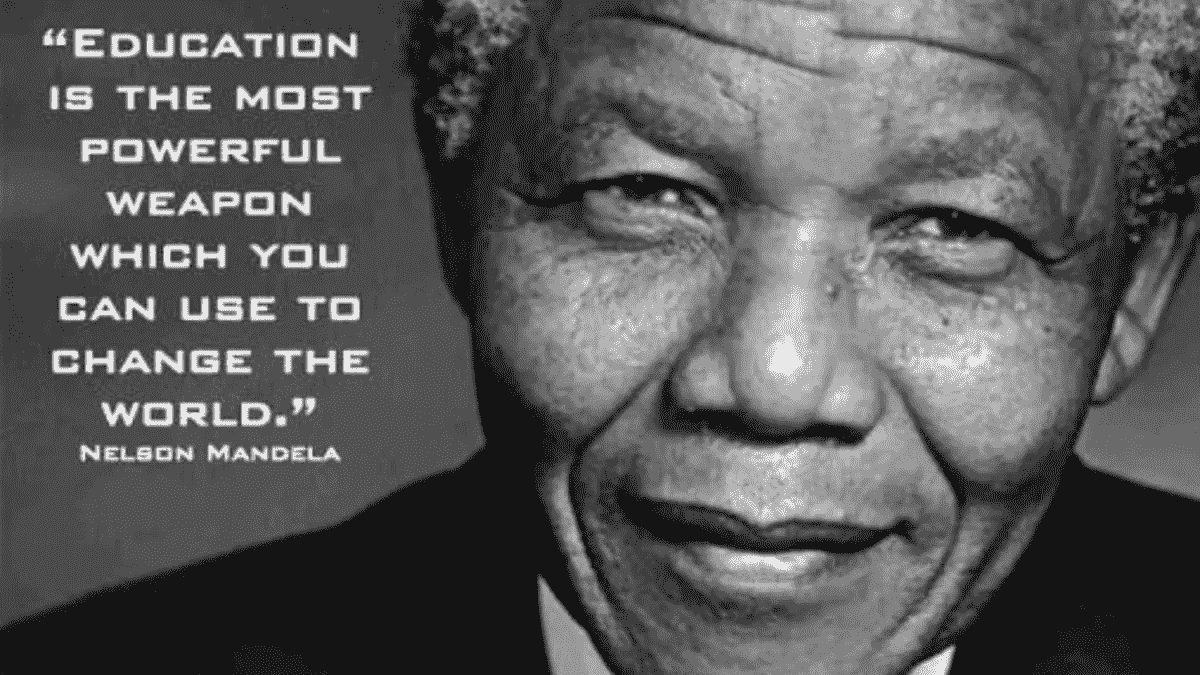 “EDUCATION
IS THE MOST
POWERFUL
WEAPON
WHICH YOU
CAN USE TO
CHANGE THE
WORLD.”
NELSON MANDELA